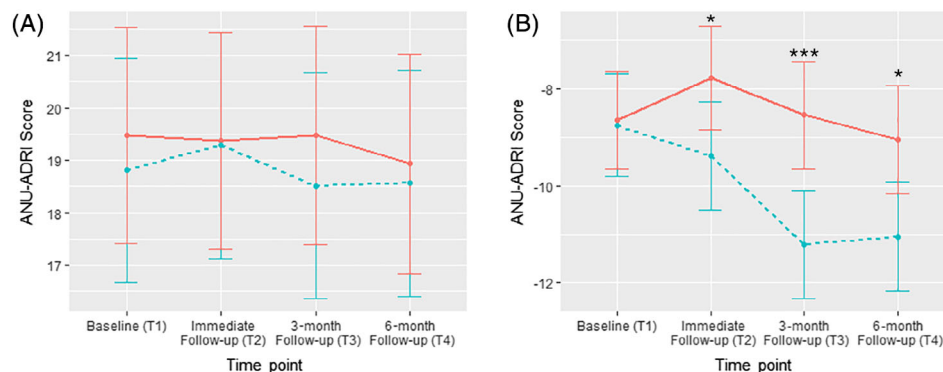 (A)
ANU-ADRI Score
21
20
19
18
17
Baseline (T1)
Immediate
Follow-up (T2)
3-month
Follow-up (T3)
6-month
Follow-up (T4)
Time point
(B)
ANU-ADRI Score
*
***
*
-8
-10
-12
Baseline (T1)
Immediate
Follow-up (T2)
3-month
Follow-up (T3)
6-month
Follow-up (T4)
Time point